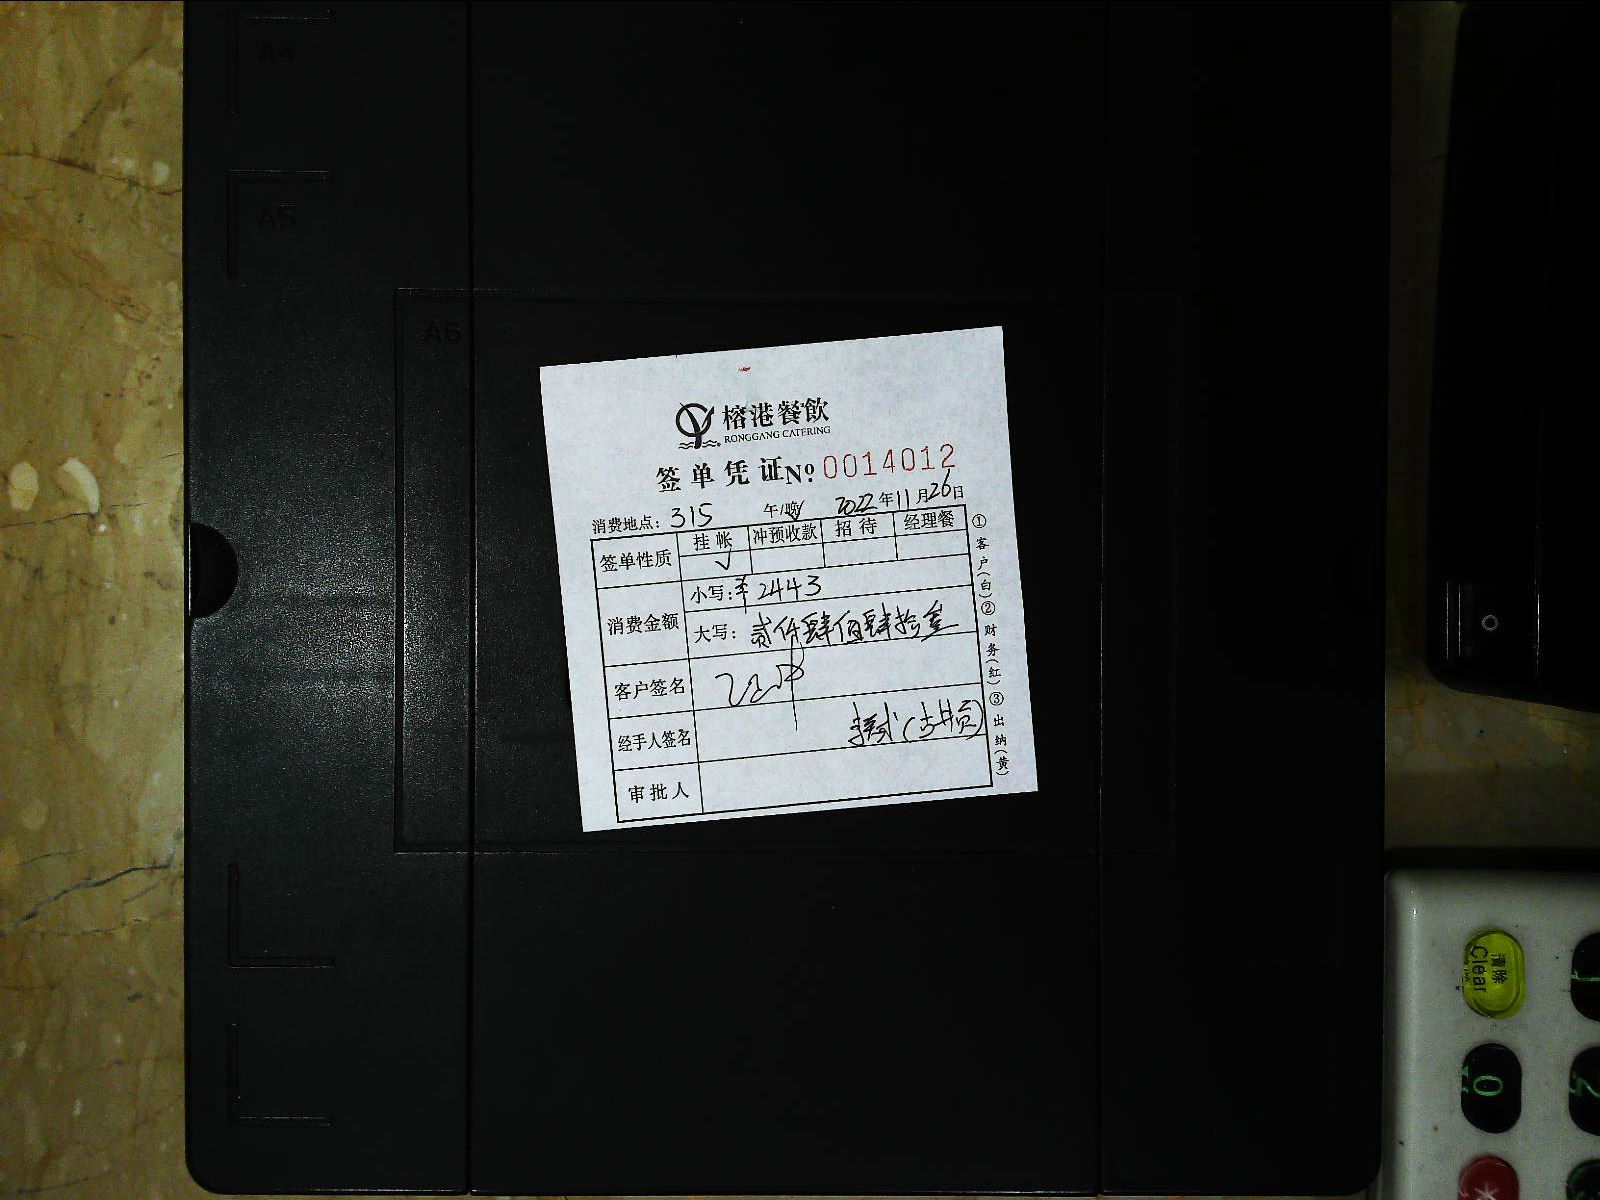 A4
A5
A6
榕港餐飲
RONGGANG CATERING
签单凭证No 0014012
消费地点：315 午/晚 2022年11月26日
签单性质 挂帐 冲预收款 招待 经理餐
✓
消费金额 小写：¥2443
大写：贰仟肆佰肆拾叁
客户签名
经手人签名
审批人
①客户(白)②财务(红)③出纳(黄)
清除
Clear
0